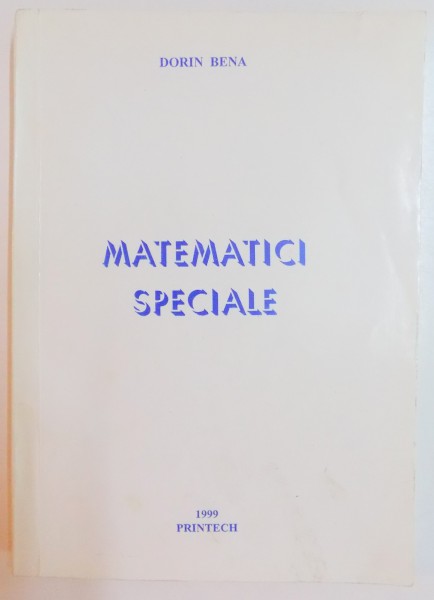 DORIN BENA
MATEMATICI
SPECIALE
1999
PRINTECH